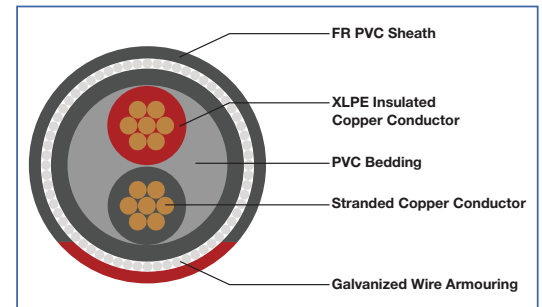 FR PVC Sheath
XLPE Insulated
Copper Conductor
PVC Bedding
Stranded Copper Conductor
Galvanized Wire Armouring